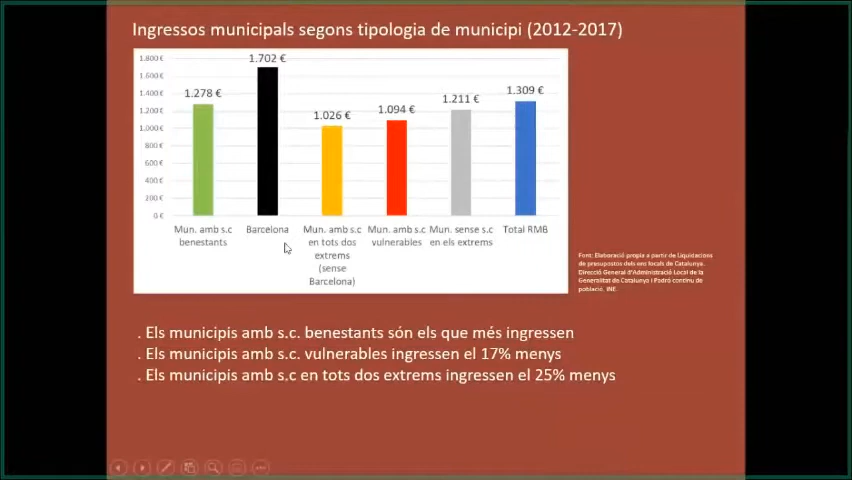 Ingressos municipals segons tipologia de municipi (2012-2017)
1.800 €
1.600 €
1.400 €
1.200 €
1.000 €
800 €
600 €
400 €
200 €
0 €
1.278 €
1.702 €
1.026 €
1.094 €
1.211 €
1.309 €
Mun. amb s.c
benestants
Barcelona
Mun. amb s.c
en tots dos
extrems
(sense
Barcelona)
Mun. amb s.c
vulnerables
Mun. sense s.c
en els extrems
Total RMB
Font: Elaboració pròpia a partir de Liquidacions
de pressupostos dels ens locals de Catalunya.
Direcció General d'Administració Local de la
Generalitat de Catalunya i Padró continu de
població, INE.
. Els municipis amb s.c. benestants són els que més ingressen
. Els municipis amb s.c. vulnerables ingressen el 17% menys
. Els municipis amb s.c en tots dos extrems ingressen el 25% menys